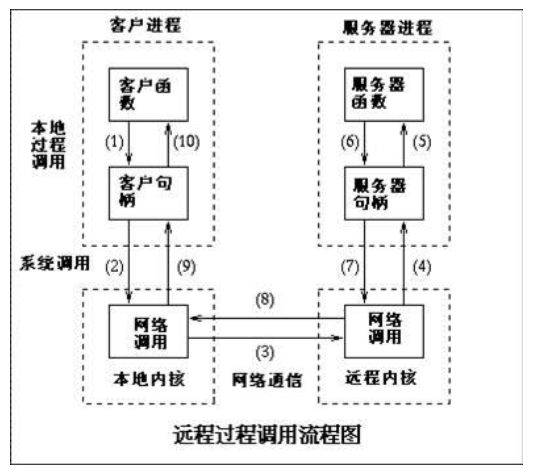 客户进程
服务器进程
客户函
数
服务器
函数
本地
过程
调用
(1)
(10)
(6)
(5)
客户句
柄
服务器
句柄
系统调用
(2)
(9)
(7)
(4)
(8)
网络
调用
网络
调用
(3)
本地内核
网络通信
远程内核
远程过程调用流程图